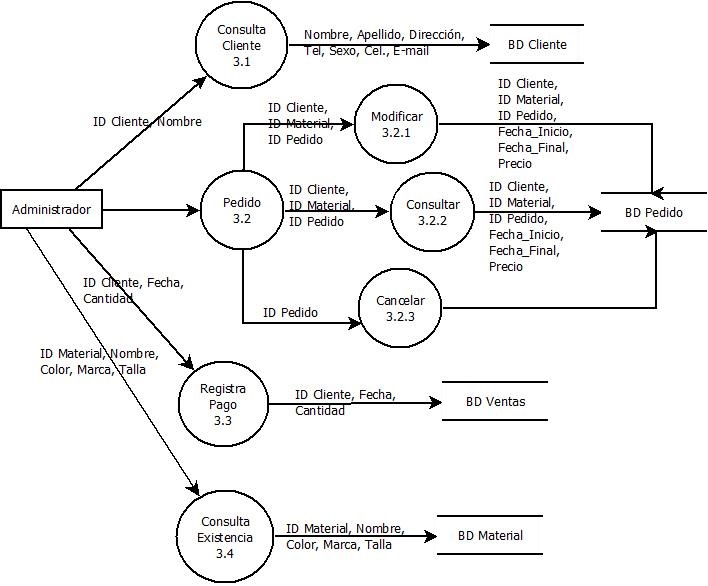 Consulta
Cliente
3.1
Nombre, Apellido, Dirección,
Tel, Sexo, Cel., E-mail
BD Cliente
ID Cliente, Nombre
ID Cliente,
ID Material,
ID Pedido
Modificar
3.2.1
ID Cliente,
ID Material,
ID Pedido,
Fecha_Inicio,
Fecha_Final,
Precio
Administrador
Pedido
3.2
ID Cliente,
ID Material,
ID Pedido
Consultar
3.2.2
ID Cliente,
ID Material,
ID Pedido,
Fecha_Inicio,
Fecha_Final,
Precio
BD Pedido
ID Cliente, Fecha,
Cantidad
ID Pedido
Cancelar
3.2.3
ID Material, Nombre,
Color, Marca, Talla
Registra
Pago
3.3
ID Cliente, Fecha,
Cantidad
BD Ventas
Consulta
Existencia
3.4
ID Material, Nombre,
Color, Marca, Talla
BD Material